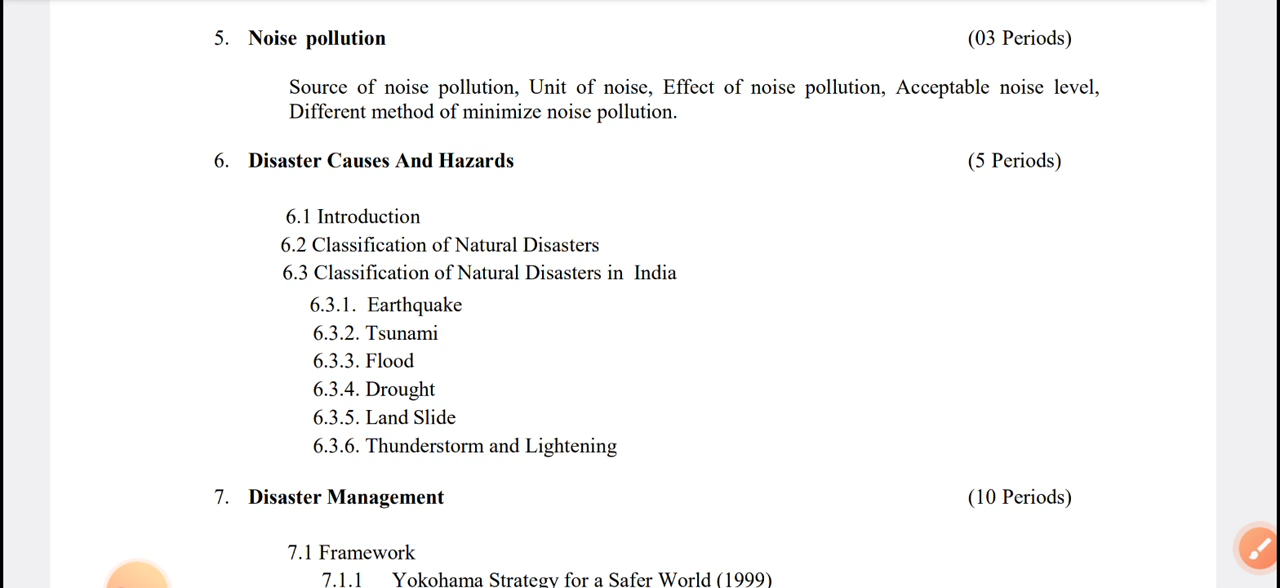 5. Noise pollution (03 Periods)
Source of noise pollution, Unit of noise, Effect of noise pollution, Acceptable noise level,
Different method of minimize noise pollution.
6. Disaster Causes And Hazards (5 Periods)
6.1 Introduction
6.2 Classification of Natural Disasters
6.3 Classification of Natural Disasters in India
6.3.1. Earthquake
6.3.2. Tsunami
6.3.3. Flood
6.3.4. Drought
6.3.5. Land Slide
6.3.6. Thunderstorm and Lightening
7. Disaster Management (10 Periods)
7.1 Framework
7.1.1 Yokohama Strategy for a Safer World (1999)